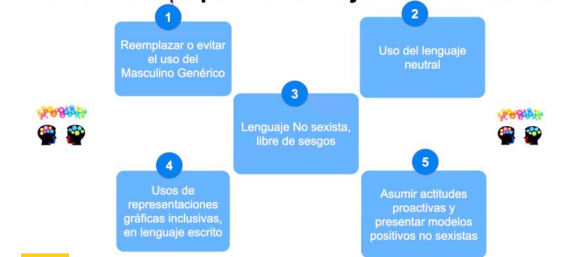 1
Reemplazar o evitar
el uso del
Masculino Genérico
2
Uso del lenguaje
neutral
3
Lenguaje No sexista,
libre de sesgos
4
Usos de
representaciones
gráficas inclusivas,
en lenguaje escrito
5
Asumir actitudes
proactivas y
presentar modelos
positivos no sexistas